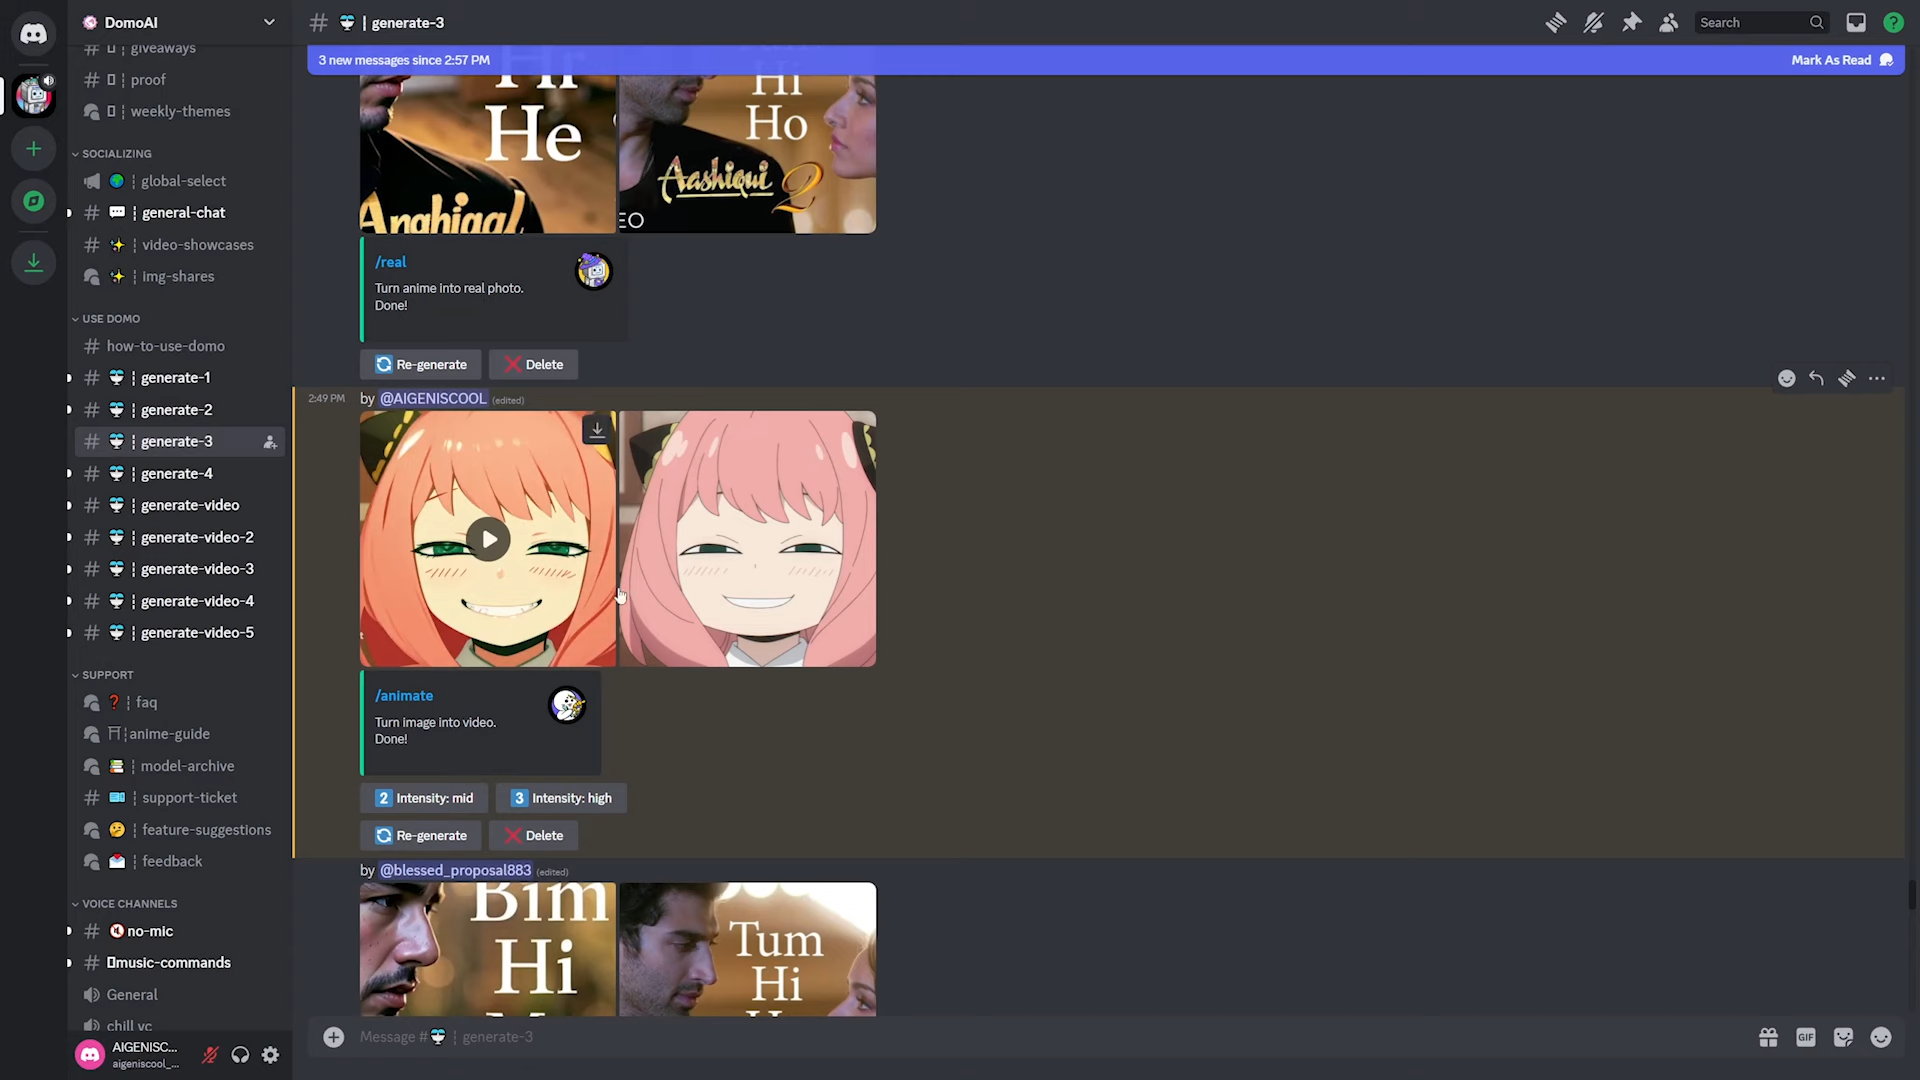 DomoAI
giveaways
proof
weekly-themes
SOCIALIZING
global-select
general-chat
video-showcases
img-shares
USE DOMO
how-to-use-domo
generate-1
generate-2
generate-3
generate-4
generate-video
generate-video-2
generate-video-3
generate-video-4
generate-video-5
SUPPORT
faq
anime-guide
model-archive
support-ticket
feature-suggestions
feedback
VOICE CHANNELS
no-mic
music-commands
General
chill vc
AIGENISC...
aigeniscool_...
| generate-3
Search
3 new messages since 2:57 PM
Mark As Read
He
Hi
Ho
Aashiqui 2
EO
/real
Turn anime into real photo.
Done!
Re-generate
Delete
2:49 PM
by @AIGENISCOOL (edited)
/animate
Turn image into video.
Done!
2 Intensity: mid
3 Intensity: high
Re-generate
Delete
by @blessed_proposal883 (edited)
Bim
Hi
Tum
Hi
Message # ¦ generate-3
GIF